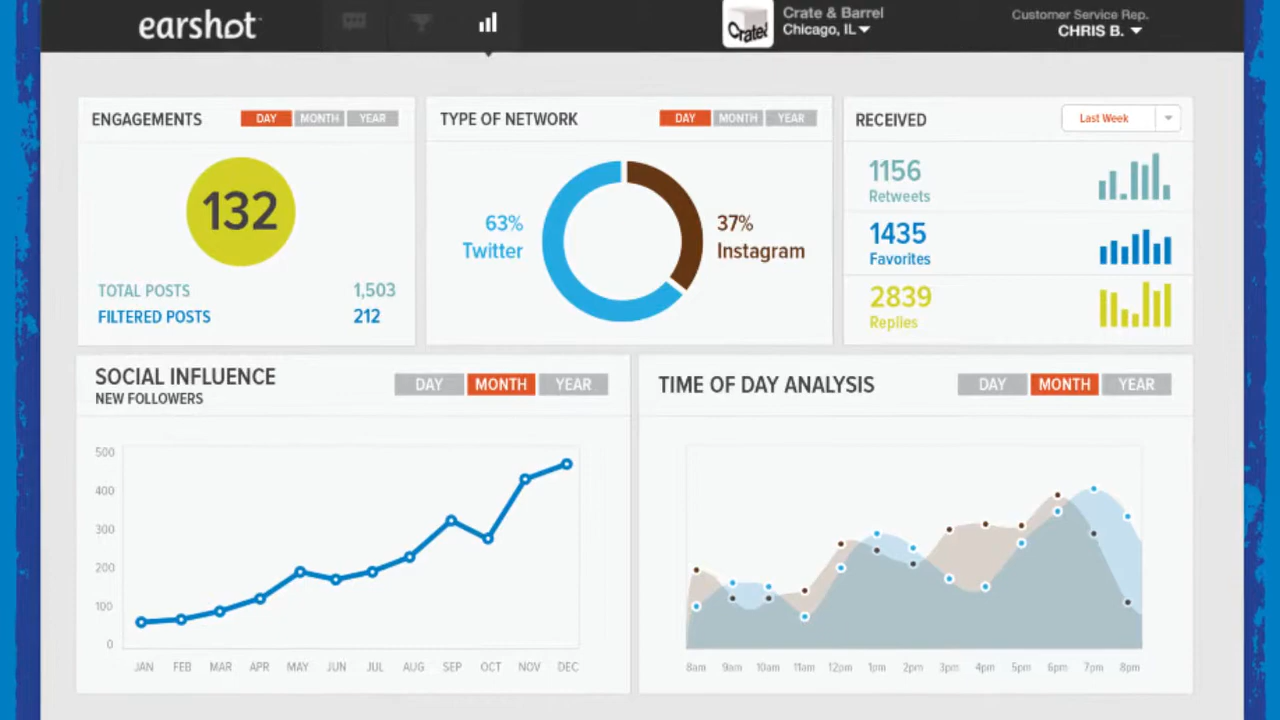 earshot
Crate & Barrel
Chicago, IL
Crate&
Customer Service Rep.
CHRIS B.
ENGAGEMENTS
DAY MONTH YEAR
132
TOTAL POSTS 1,503
FILTERED POSTS 212
TYPE OF NETWORK
DAY MONTH YEAR
63%
Twitter
37%
Instagram
RECEIVED
Last Week
1156
Retweets
1435
Favorites
2839
Replies
SOCIAL INFLUENCE
NEW FOLLOWERS
DAY MONTH YEAR
500
400
300
200
100
0
JAN FEB MAR APR MAY JUN JUL AUG SEP OCT NOV DEC
TIME OF DAY ANALYSIS
DAY MONTH YEAR
8am 9am 10am 11am 12pm 1pm 2pm 3pm 4pm 5pm 6pm 7pm 8pm